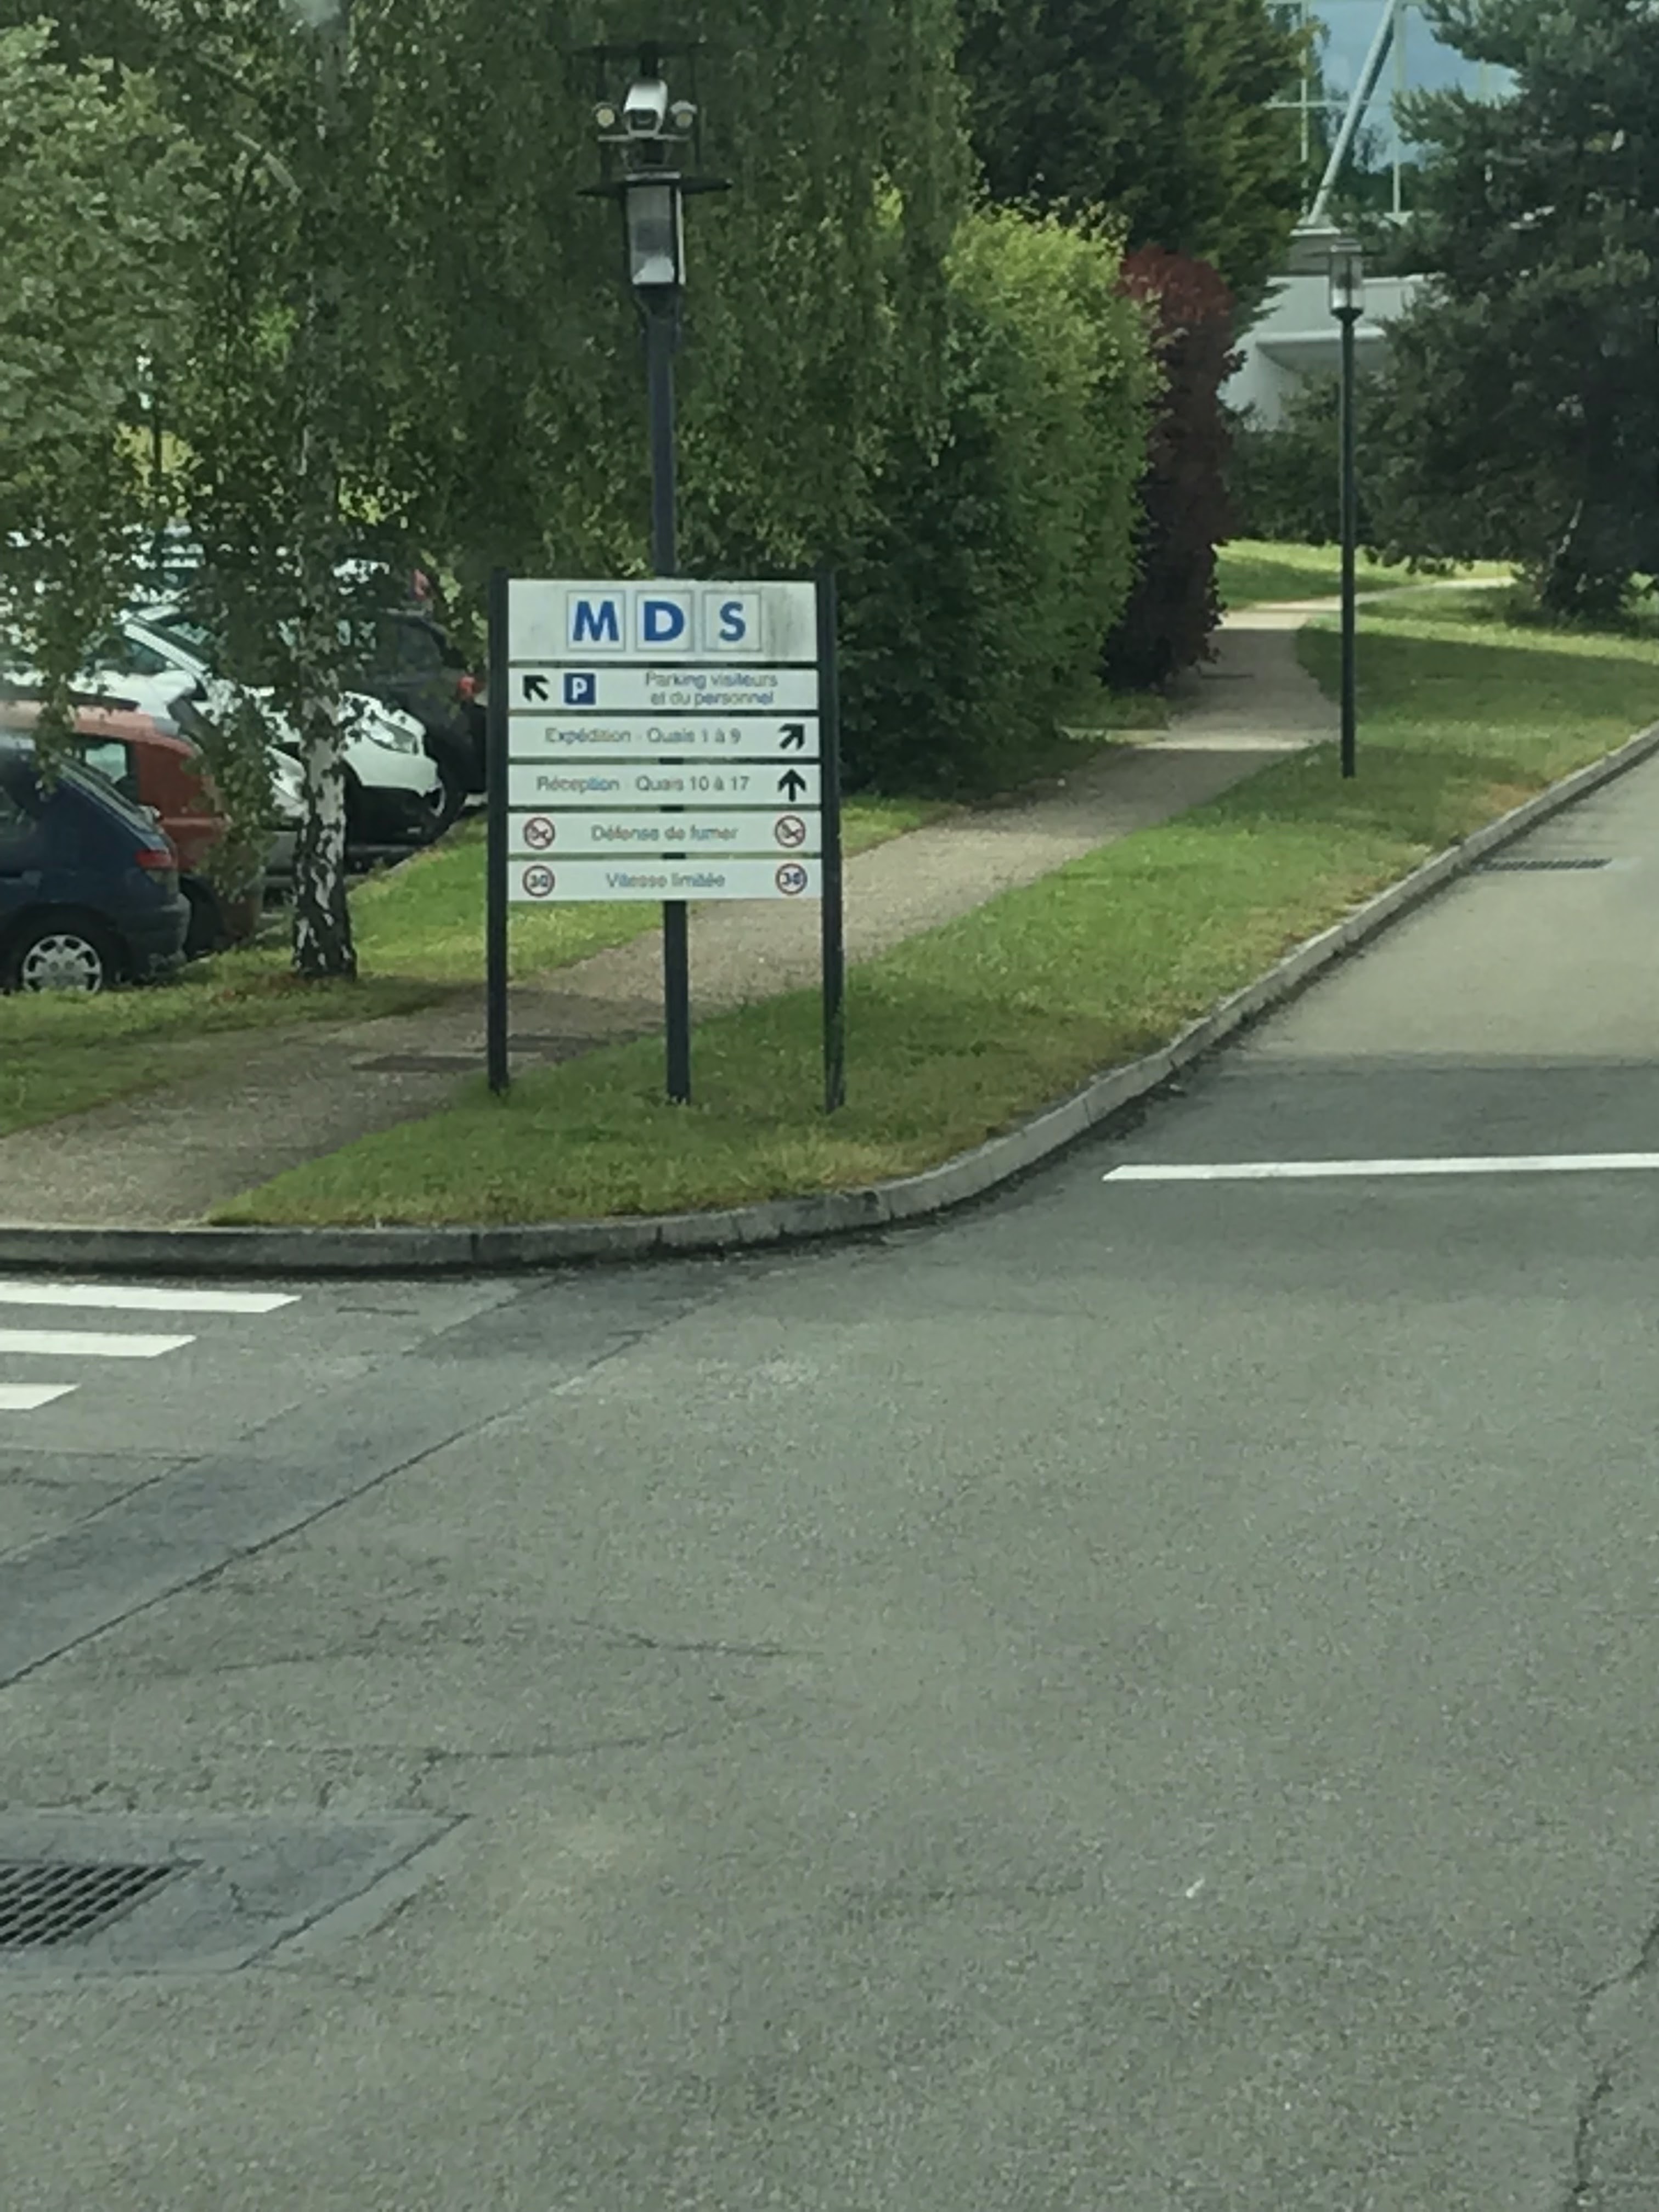 MDS
P Parking visiteurs
et du personnel
Expédition - Quais 1 à 9
Réception - Quais 10 à 17
Défense de fumer
30 Vitesse limitée 30